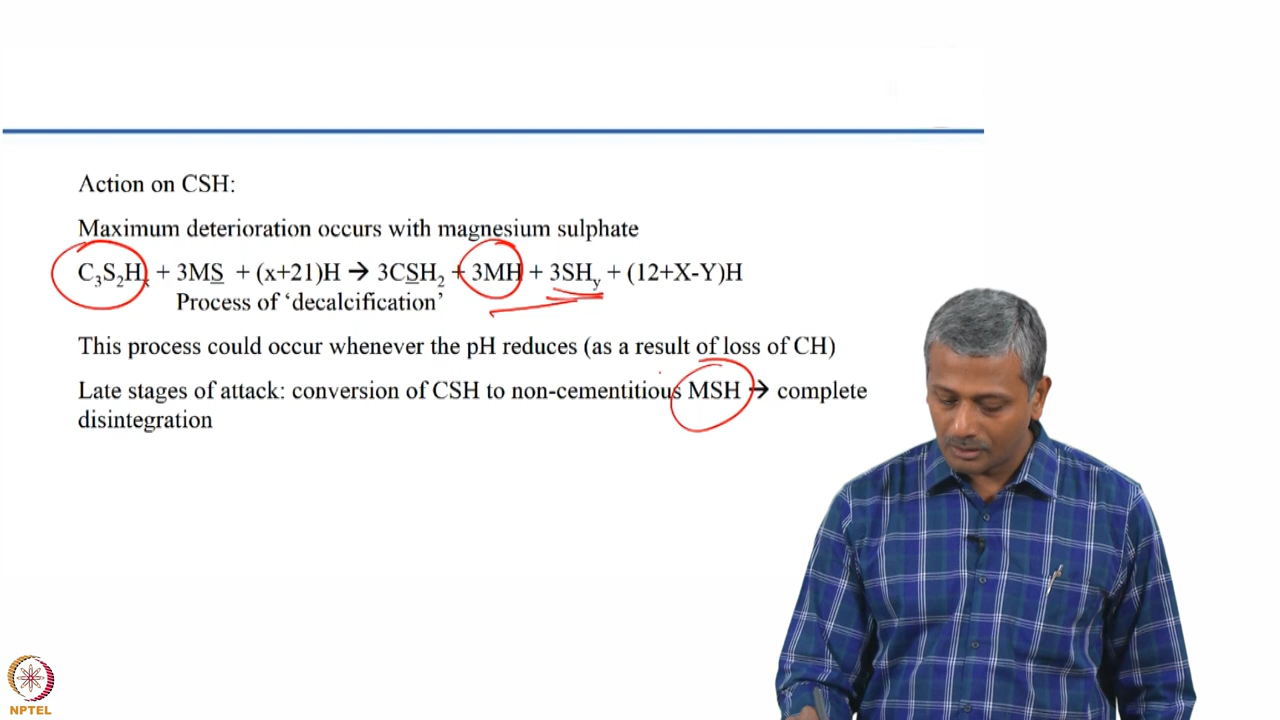 Action on CSH:
Maximum deterioration occurs with magnesium sulphate
C₃S₂Hₓ + 3MS̲ + (x+21)H → 3CS̲H₂ + 3MH + 3SHy + (12+X-Y)H
Process of ‘decalcification’
This process could occur whenever the pH reduces (as a result of loss of CH)
Late stages of attack: conversion of CSH to non-cementitious MSH → complete
disintegration
NPTEL